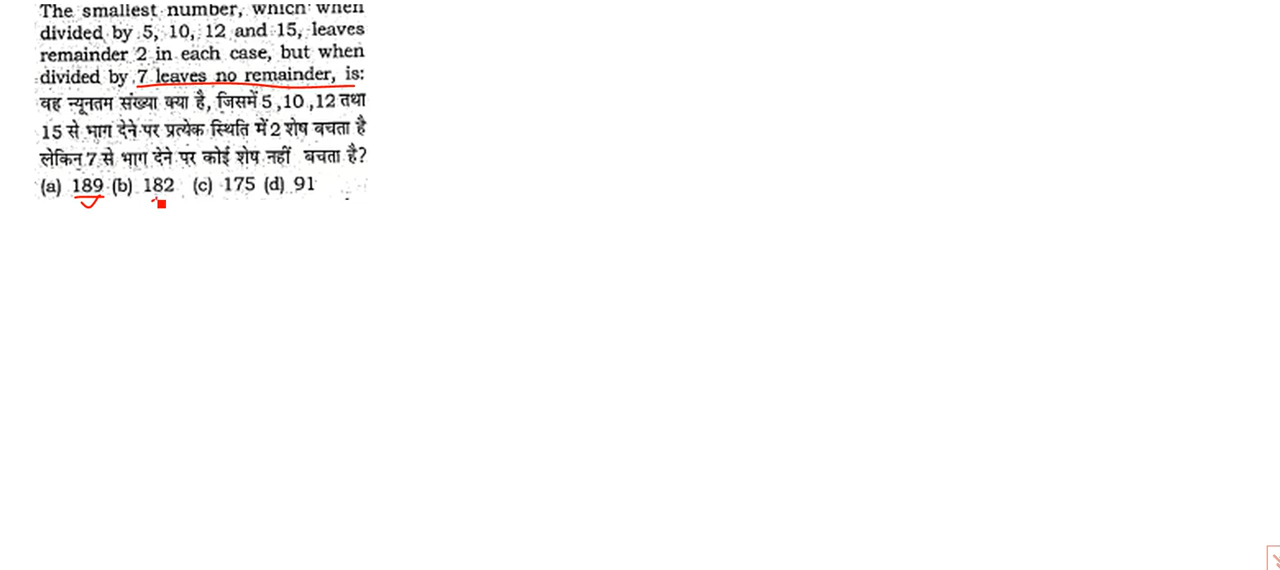 The smallest number, which when
divided by 5, 10, 12 and 15, leaves
remainder 2 in each case, but when
divided by 7 leaves no remainder, is:
वह न्यूनतम संख्या क्या है, जिसमें 5 ,10 ,12 तथा
15 से भाग देने पर प्रत्येक स्थिति में 2 शेष बचता है
लेकिन 7 से भाग देने पर कोई शेष नहीं बचता है?
(a) 189 (b) 182 (c) 175 (d) 91